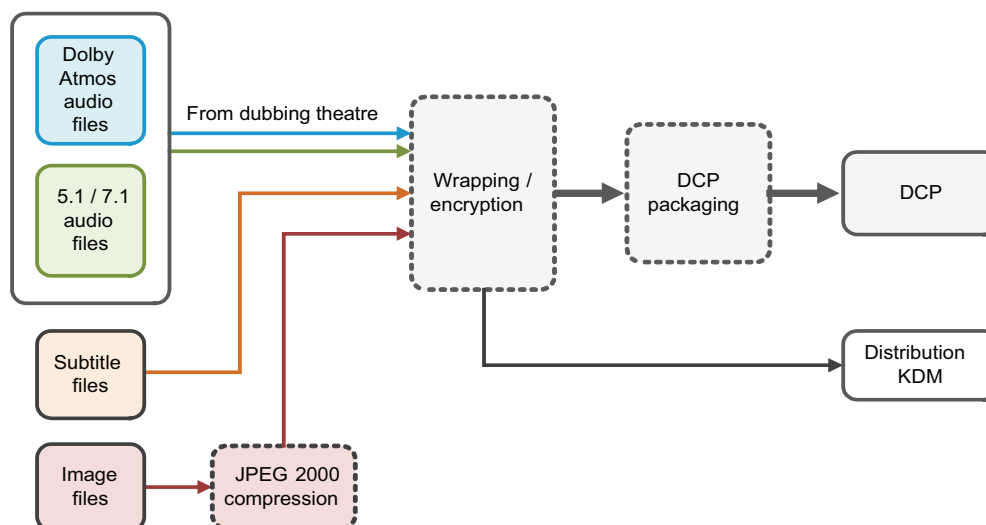 Dolby
Atmos
audio
files
From dubbing theatre
5.1 / 7.1
audio
files
Wrapping /
encryption
DCP
packaging
DCP
Subtitle
files
Distribution
KDM
Image
files
JPEG 2000
compression